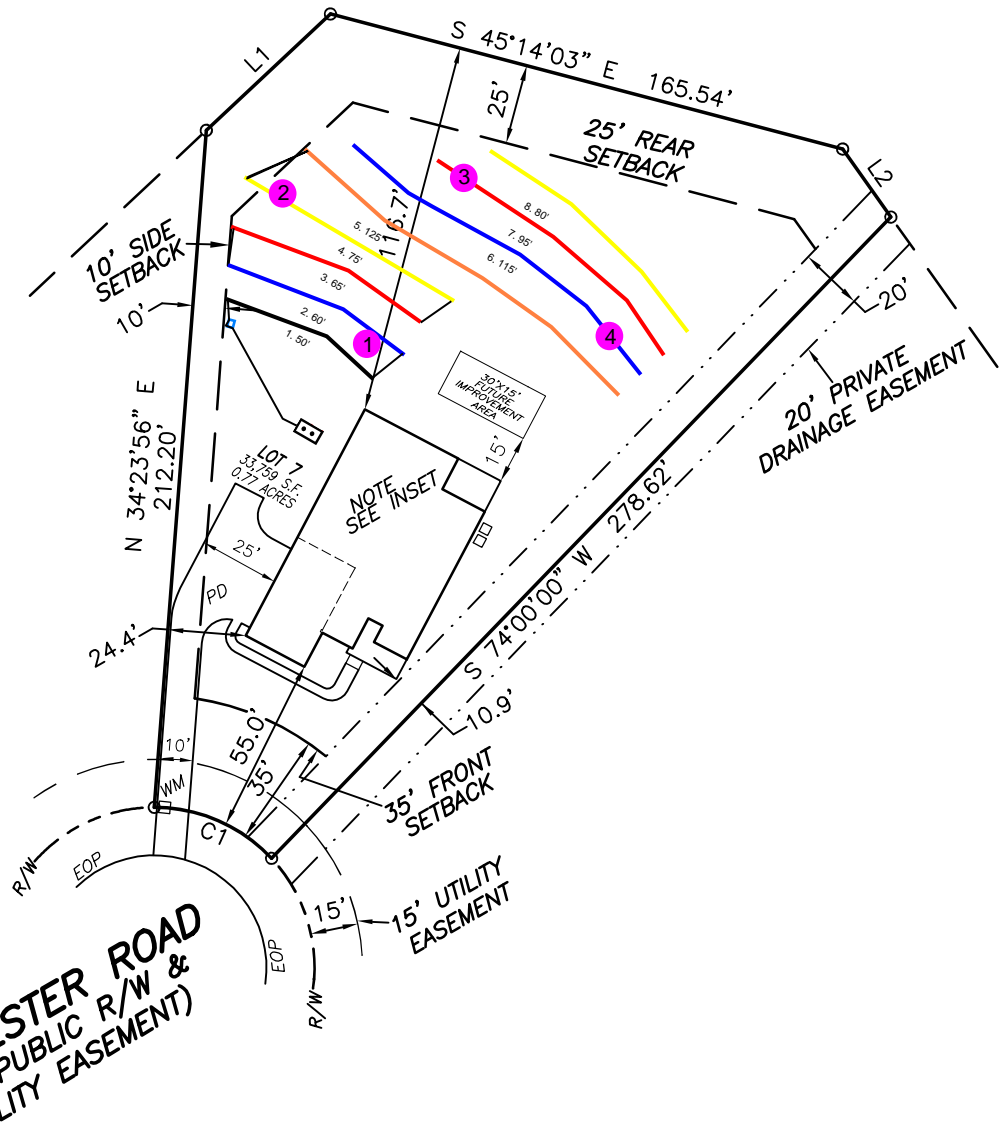 S 45°14'03" E 165.54'
L1
25'
25' REAR
SETBACK
L2
3
2
8.80'
7.95'
6.115'
5.125'
116.7'
4.75'
3.65'
2.60'
1.50'
1
4
10' SIDE
SETBACK
10'
20'
20' PRIVATE
DRAINAGE EASEMENT
30'X15'
FUTURE
IMPROVEMENT
AREA
15'
N 34°23'56" E
212.20'
LOT 7
33,759 S.F.
0.77 ACRES
NOTE
SEE INSET
S 74°00'00" W 278.62'
25'
PD
24.4'
10.9'
55.0'
35'
35' FRONT
SETBACK
10'
WM
C1
R/W
EOP
15'
15' UTILITY
EASEMENT
EOP
R/W
STER ROAD
PUBLIC R/W &
LITY EASEMENT)